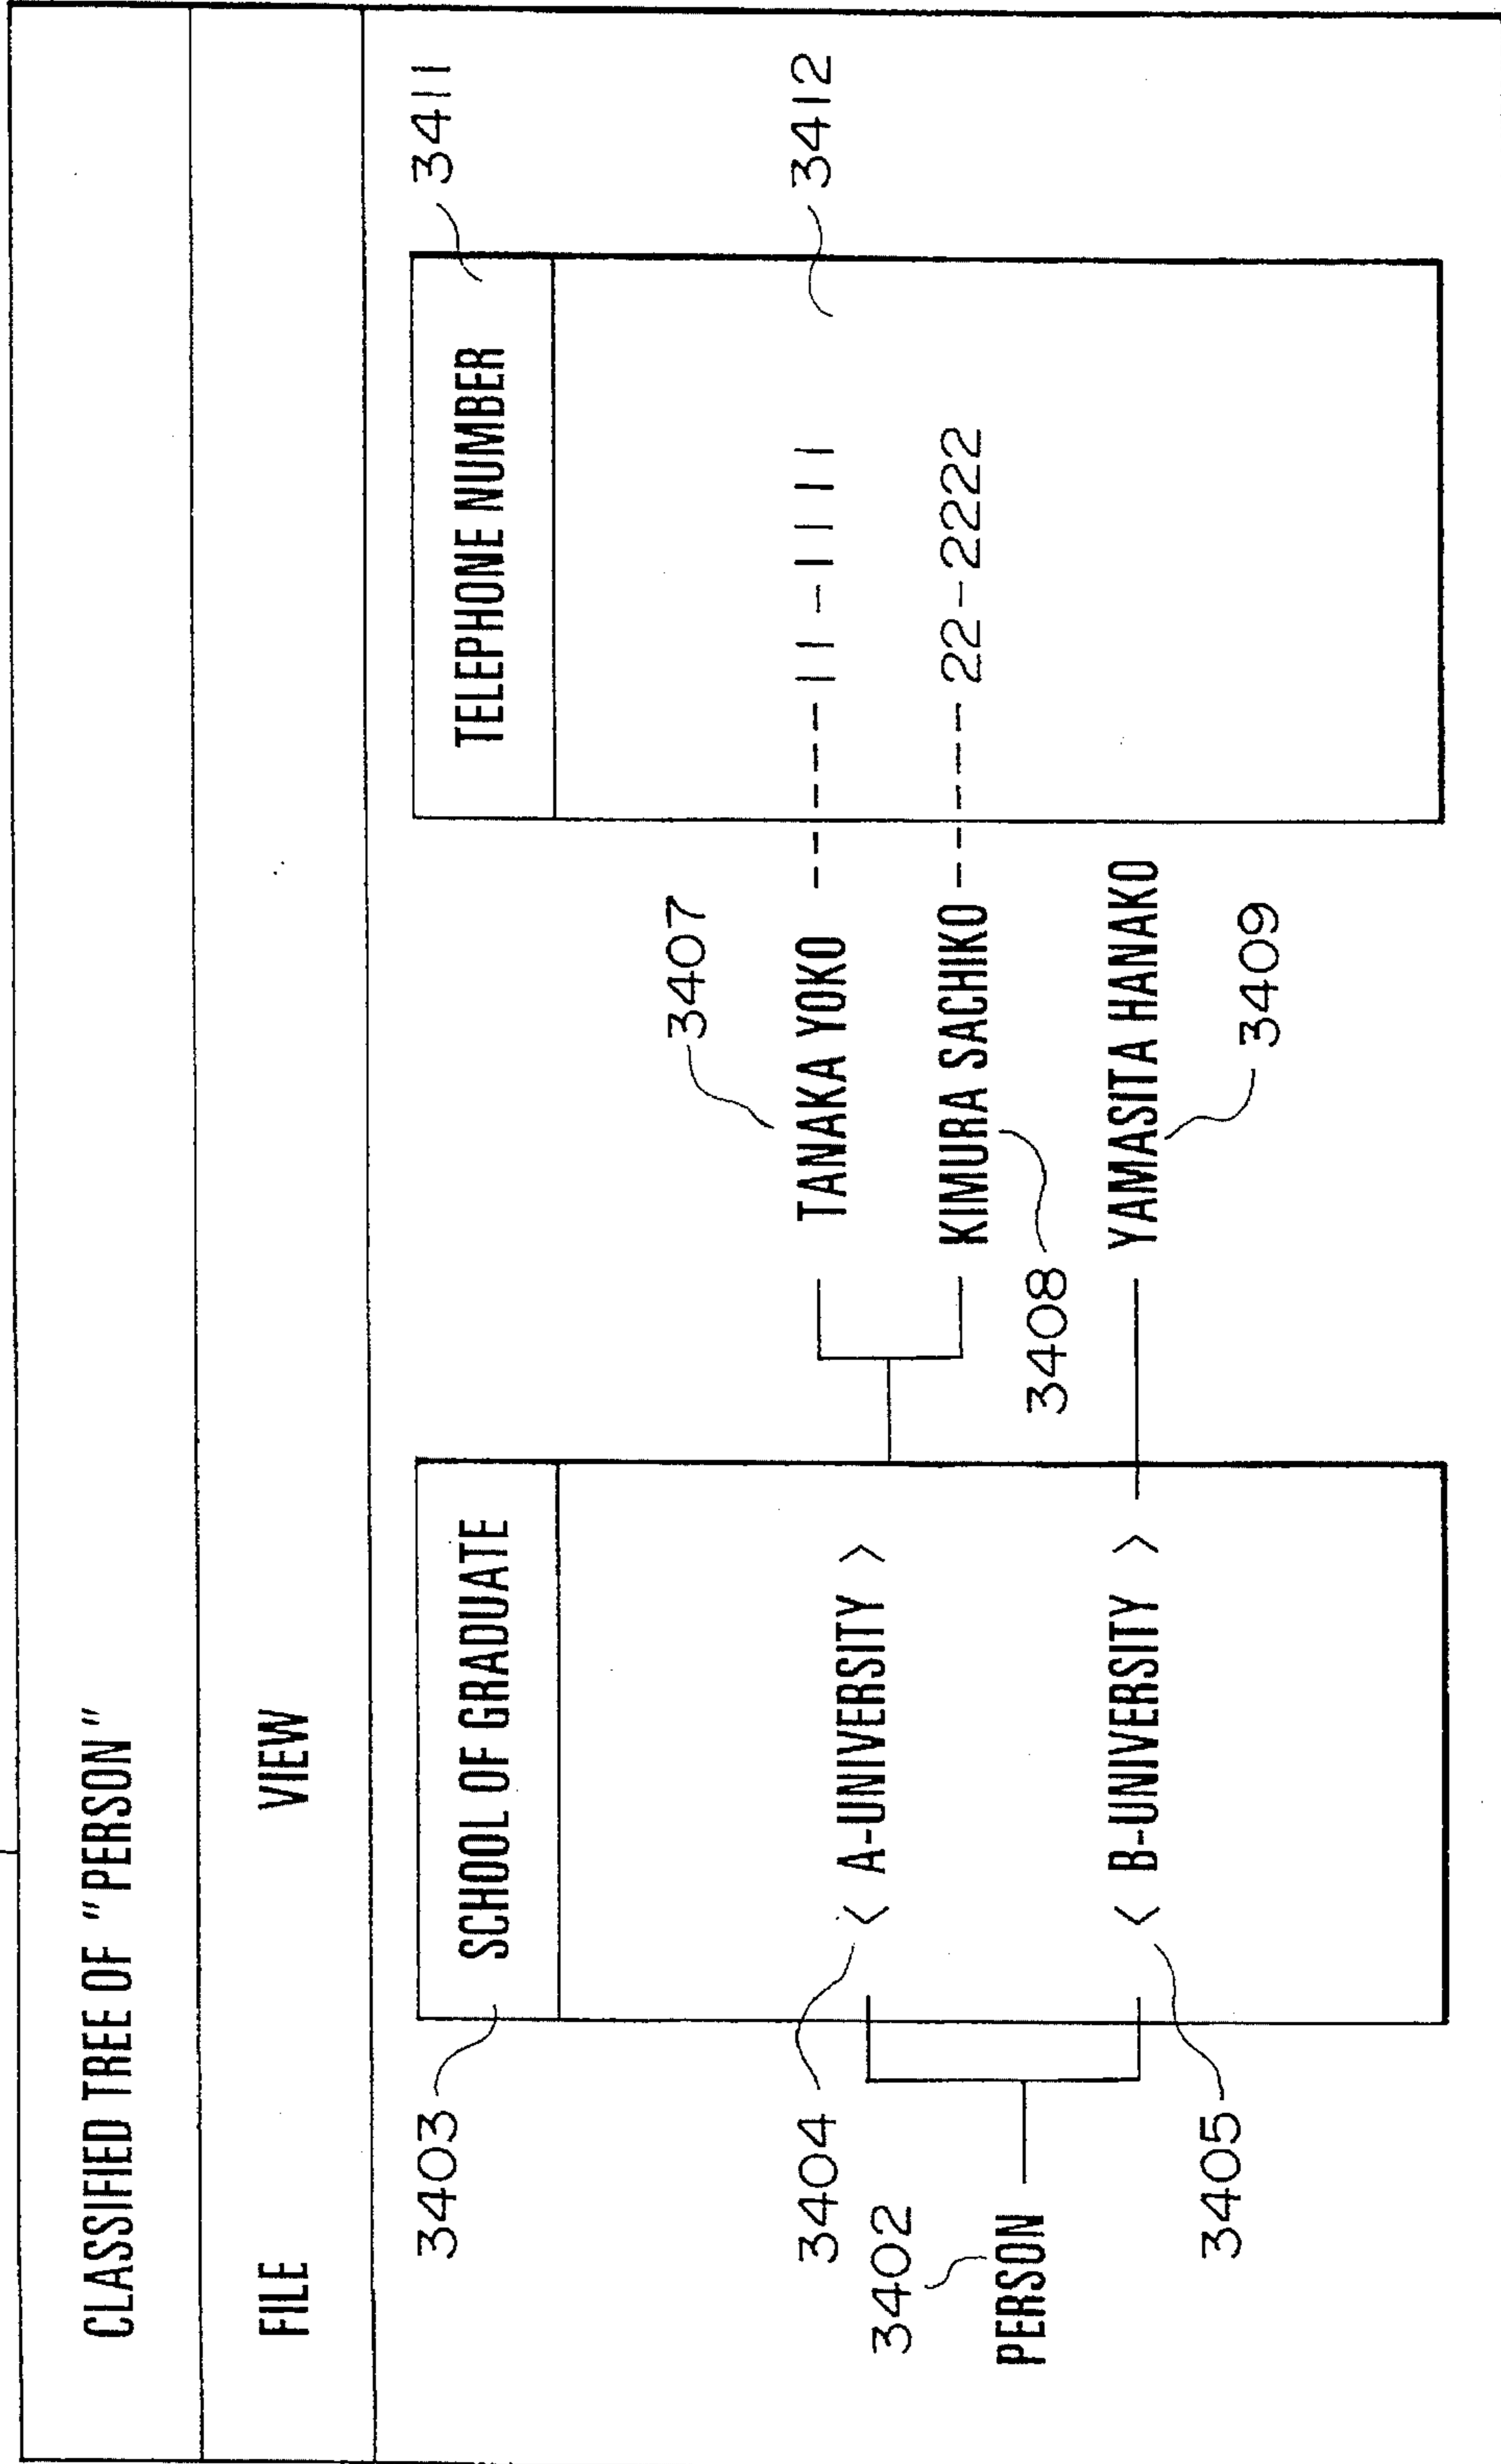 CLASSIFIED TREE OF "PERSON"
FILE VIEW
3403 SCHOOL OF GRADUATE TELEPHONE NUMBER 3411
3407
3404 < A-UNIVERSITY > TANAKA YOKO ------ 11-1111 3412
3402
PERSON KIMURA SACHIKO ------ 22-2222
3408
3405 < B-UNIVERSITY > YAMASITA HANAKO
3409